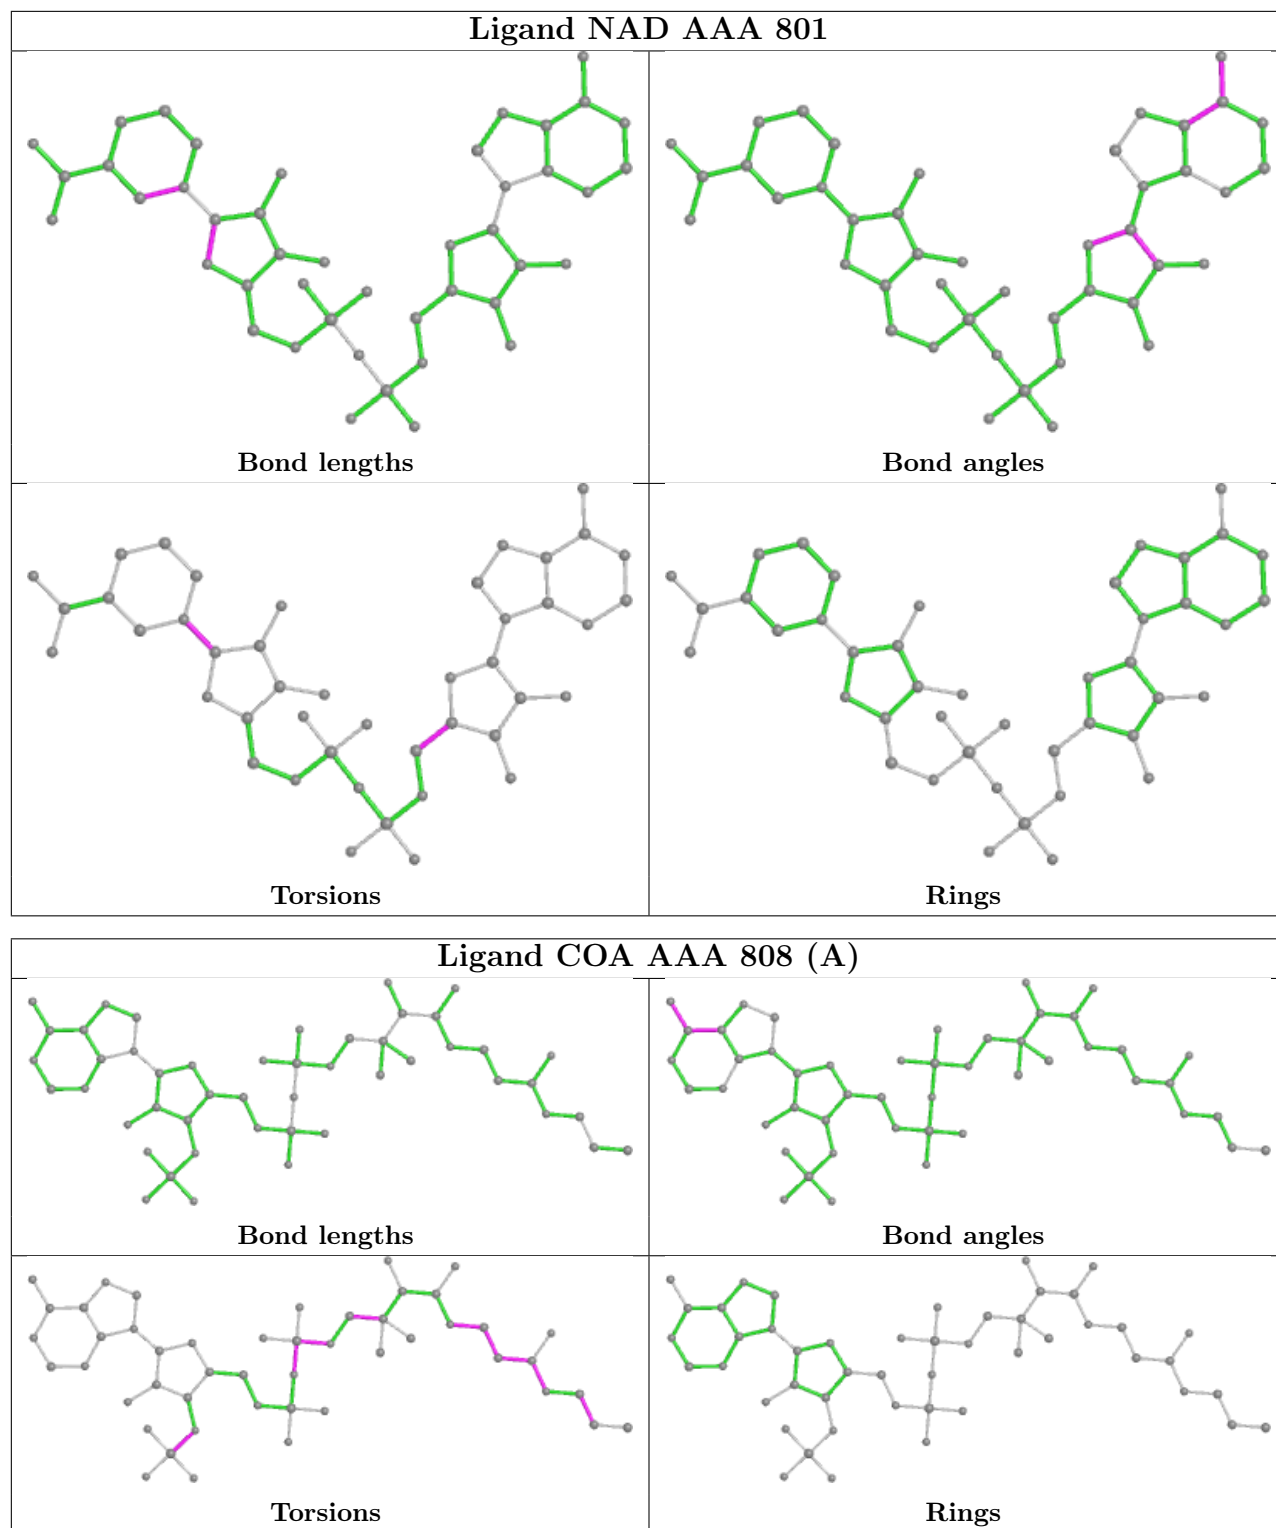 Ligand NAD AAA 801
Bond lengths
Bond angles
Torsions
Rings
Ligand COA AAA 808 (A)
Bond lengths
Bond angles
Torsions
Rings